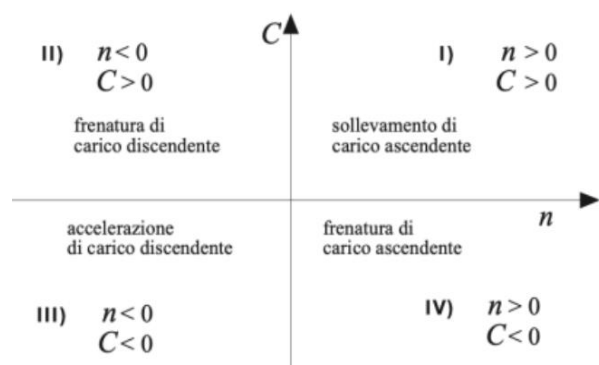 C
II) n < 0
C > 0
frenatura di
carico discendente
I) n > 0
C > 0
sollevamento di
carico ascendente
n
accelerazione
di carico discendente
III) n < 0
C < 0
frenatura di
carico ascendente
IV) n > 0
C < 0